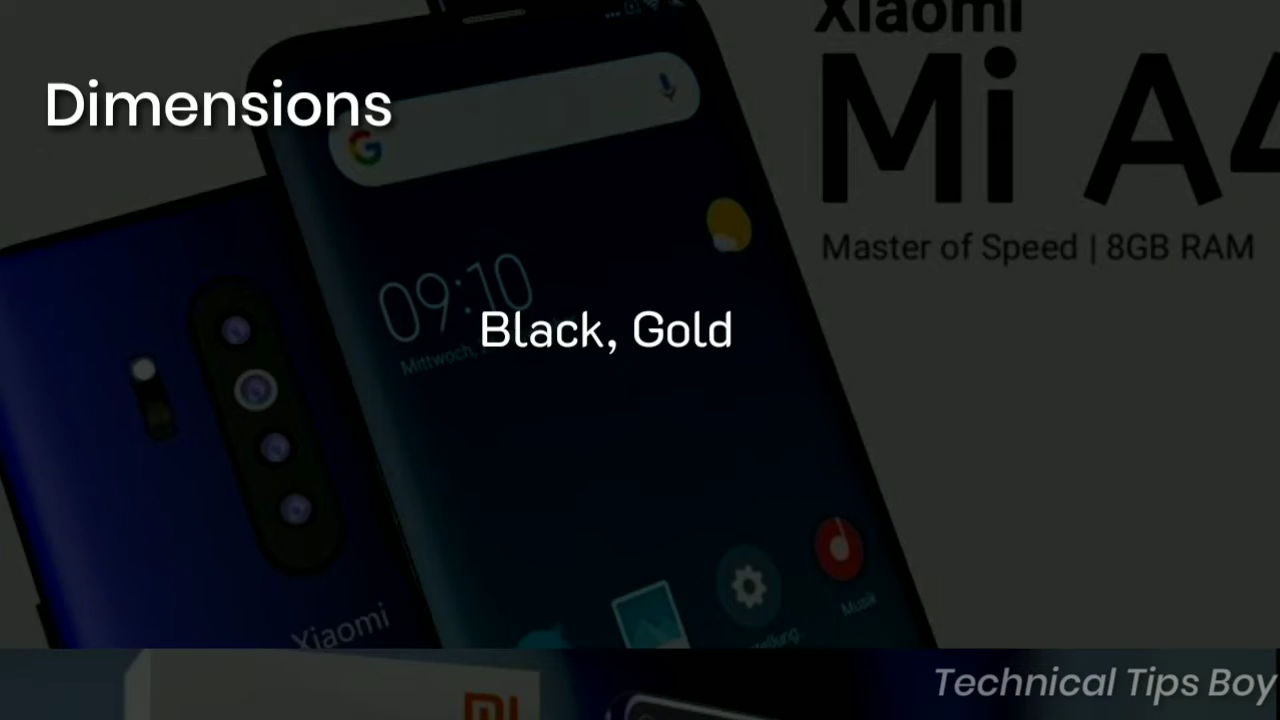 Xiaomi
Mi A4
Dimensions
Master of Speed | 8GB RAM
09:10
Black, Gold
Mittwoch,
Musik
Xiaomi
MI
Technical Tips Boy